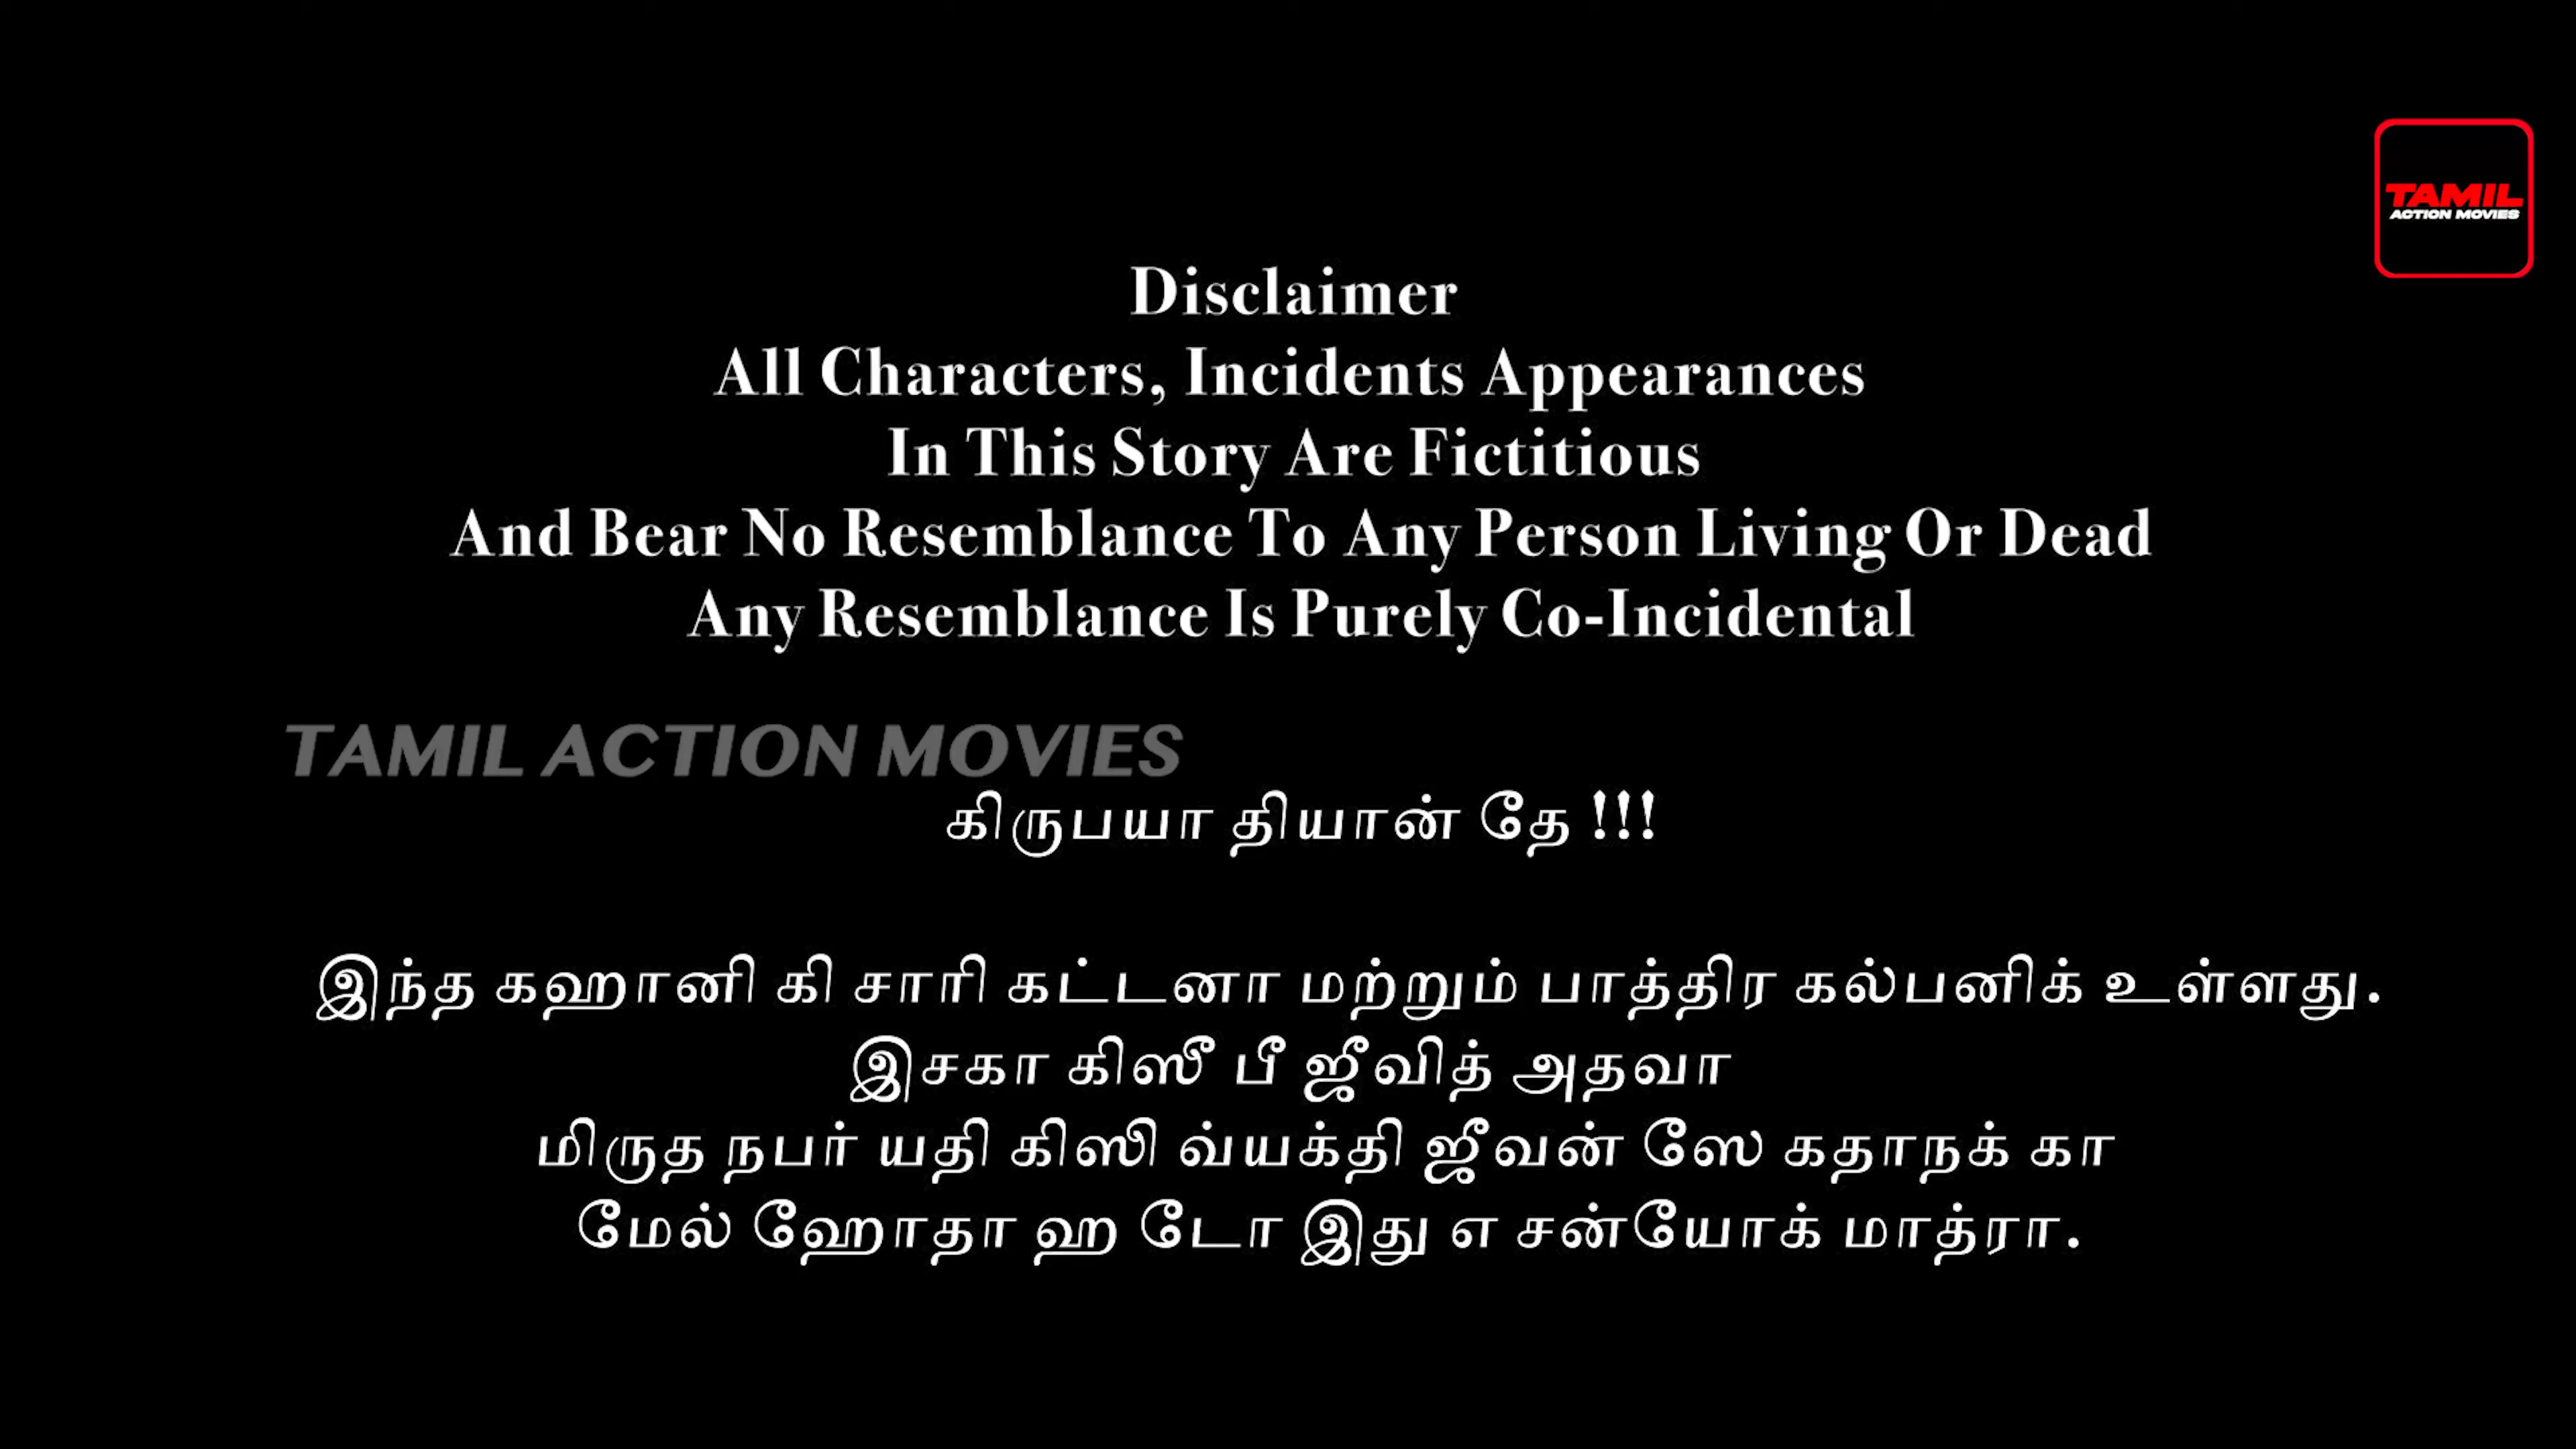 TAMIL
ACTION MOVIES
Disclaimer
All Characters, Incidents Appearances
In This Story Are Fictitious
And Bear No Resemblance To Any Person Living Or Dead
Any Resemblance Is Purely Co-Incidental
TAMIL ACTION MOVIES
கிருபயா தியான் தே !!!
இந்த கஹானி கி சாரி கட்டனா மற்றும் பாத்திர கல்பனிக் உள்ளது.
இசகா கிஸீ பீ ஜீவித் அதவா
மிருத நபர் யதி கிஸி வ்யக்தி ஜீவன் ஸே கதாநக் கா
மேல் ஹோதா ஹ டோ இது எ சன்யோக் மாத்ரா.